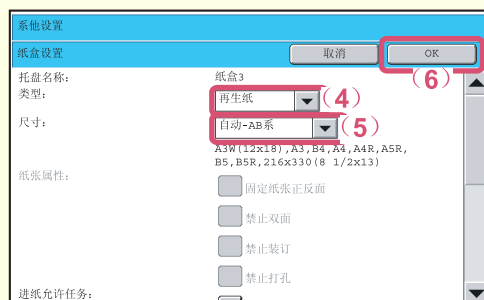 系他设置
纸盒设置
取消
OK
(6)
托盘名称:
纸盒3
类型:
再生纸
(4)
尺寸:
自动-AB系
(5)
A3W(12x18),A3,B4,A4,A4R,A5R,
B5,B5R,216x330(8 1/2x13)
纸张属性:
固定纸张正反面
禁止双面
禁止装订
禁止打孔
进纸允许任务: